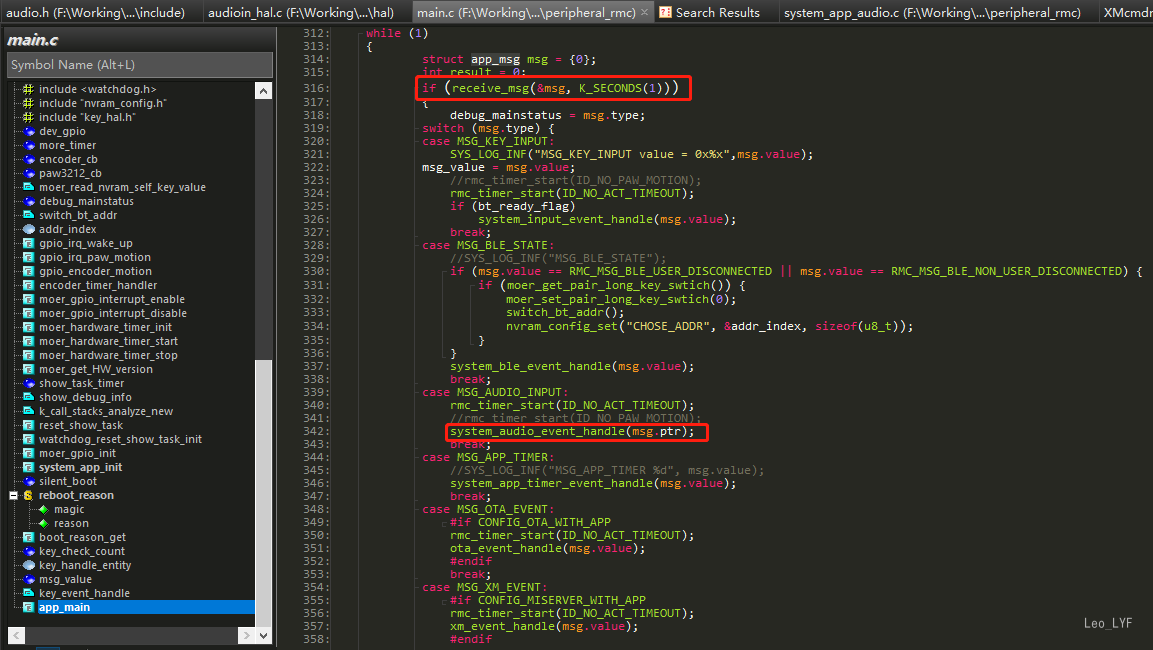 audio.h (F:\Working\...\include)
audioin_hal.c (F:\Working\...\hal)
main.c (F:\Working\...\peripheral_rmc) ×
Search Results
system_app_audio.c (F:\Working\...\peripheral_rmc)
main.c
Symbol Name (Alt+L)
# include <watchdog.h>
# include "nvram_config.h"
# include "key_hal.h"
dev_gpio
more_timer
encoder_cb
paw3212_cb
moer_read_nvram_self_key_value
debug_mainstatus
switch_bt_addr
addr_index
gpio_irq_wake_up
gpio_irq_paw_motion
gpio_encoder_motion
encoder_timer_handler
moer_gpio_interrupt_enable
moer_gpio_interrupt_disable
moer_hardware_timer_init
moer_hardware_timer_start
moer_hardware_timer_stop
moer_get_HW_version
show_task_timer
show_debug_info
k_call_stacks_analyze_new
reset_show_task
watchdog_reset_show_task_init
moer_gpio_init
system_app_init
silent_boot
reboot_reason
magic
reason
boot_reason_get
key_check_count
key_handle_entity
msg_value
key_event_handle
app_main
312: while (1)
313: {
314: struct app_msg msg = {0};
315: int result = 0;
316: if (receive_msg(&msg, K_SECONDS(1)))
317: {
318: debug_mainstatus = msg.type;
319: switch (msg.type) {
320: case MSG_KEY_INPUT:
321: SYS_LOG_INF("MSG_KEY_INPUT value = 0x%x",msg.value);
322: msg_value = msg.value;
323: //rmc_timer_start(ID_NO_PAW_MOTION);
324: rmc_timer_start(ID_NO_ACT_TIMEOUT);
325: if (bt_ready_flag)
326: system_input_event_handle(msg.value);
327: break;
328: case MSG_BLE_STATE:
329: //SYS_LOG_INF("MSG_BLE_STATE");
330: if (msg.value == RMC_MSG_BLE_USER_DISCONNECTED || msg.value == RMC_MSG_BLE_NON_USER_DISCONNECTED) {
331: if (moer_get_pair_long_key_swtich()) {
332: moer_set_pair_long_key_swtich(0);
333: switch_bt_addr();
334: nvram_config_set("CHOSE_ADDR", &addr_index, sizeof(u8_t));
335: }
336: }
337: system_ble_event_handle(msg.value);
338: break;
339: case MSG_AUDIO_INPUT:
340: rmc_timer_start(ID_NO_ACT_TIMEOUT);
341: //rmc_timer_start(ID_NO_PAW_MOTION);
342: system_audio_event_handle(msg.ptr);
343: break;
344: case MSG_APP_TIMER:
345: //SYS_LOG_INF("MSG_APP_TIMER %d", msg.value);
346: system_app_timer_event_handle(msg.value);
347: break;
348: case MSG_OTA_EVENT:
349: #if CONFIG_OTA_WITH_APP
350: rmc_timer_start(ID_NO_ACT_TIMEOUT);
351: ota_event_handle(msg.value);
352: #endif
353: break;
354: case MSG_XM_EVENT:
355: #if CONFIG_MISERVER_WITH_APP
356: rmc_timer_start(ID_NO_ACT_TIMEOUT);
357: xm_event_handle(msg.value);
358: #endif
Leo_LYF